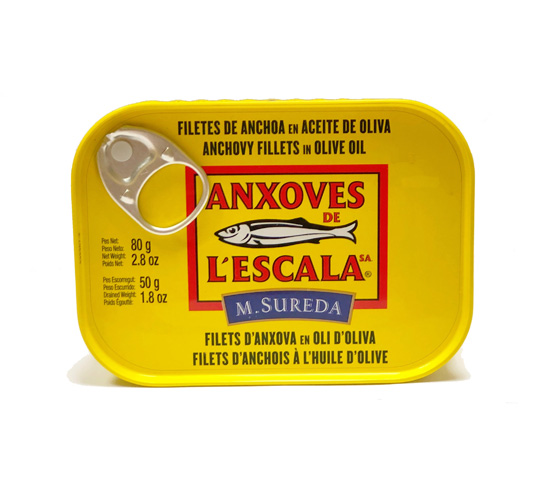 FILETES DE ANCHOA EN ACEITE DE OLIVA
ANCHOVY FILLETS IN OLIVE OIL
ANXOVES
DE
L'ESCALA S.A.
®
M. SUREDA
Pes Net:
Peso Neto:
Net Weight:
Poids Net:
80 g
2.8 oz
Pes Escorregut:
Peso Escurrido:
Drained Weight:
Poids Égoutté:
50 g
1.8 oz
FILETS D'ANXOVA EN OLI D'OLIVA
FILETS D'ANCHOIS À L'HUILE D'OLIVE